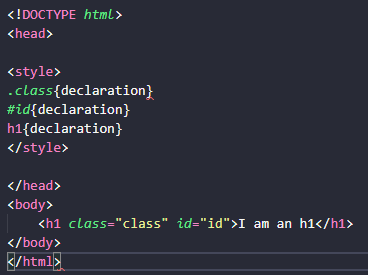 <!DOCTYPE html>
<head>
<style>
.class{declaration}
#id{declaration}
h1{declaration}
</style>
</head>
<body>
<h1 class="class" id="id">I am an h1</h1>
</body>
</html>